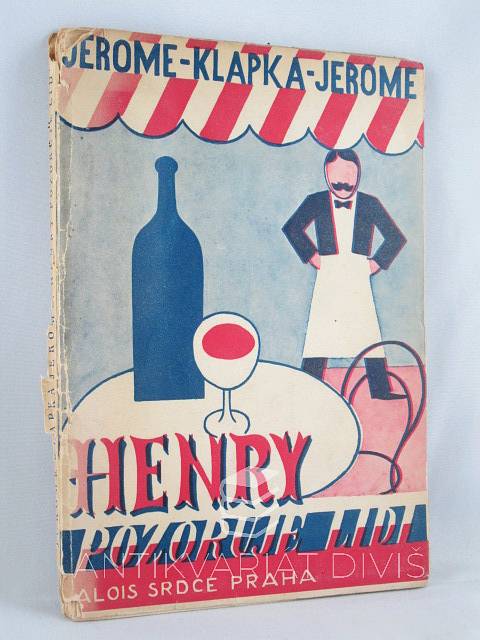 JEROME-KLAPKA-JEROME
HENRY
POZORUJE LIDI
ANTIKVARIÁT DIVIŠ
ALOIS SRDCE PRAHA